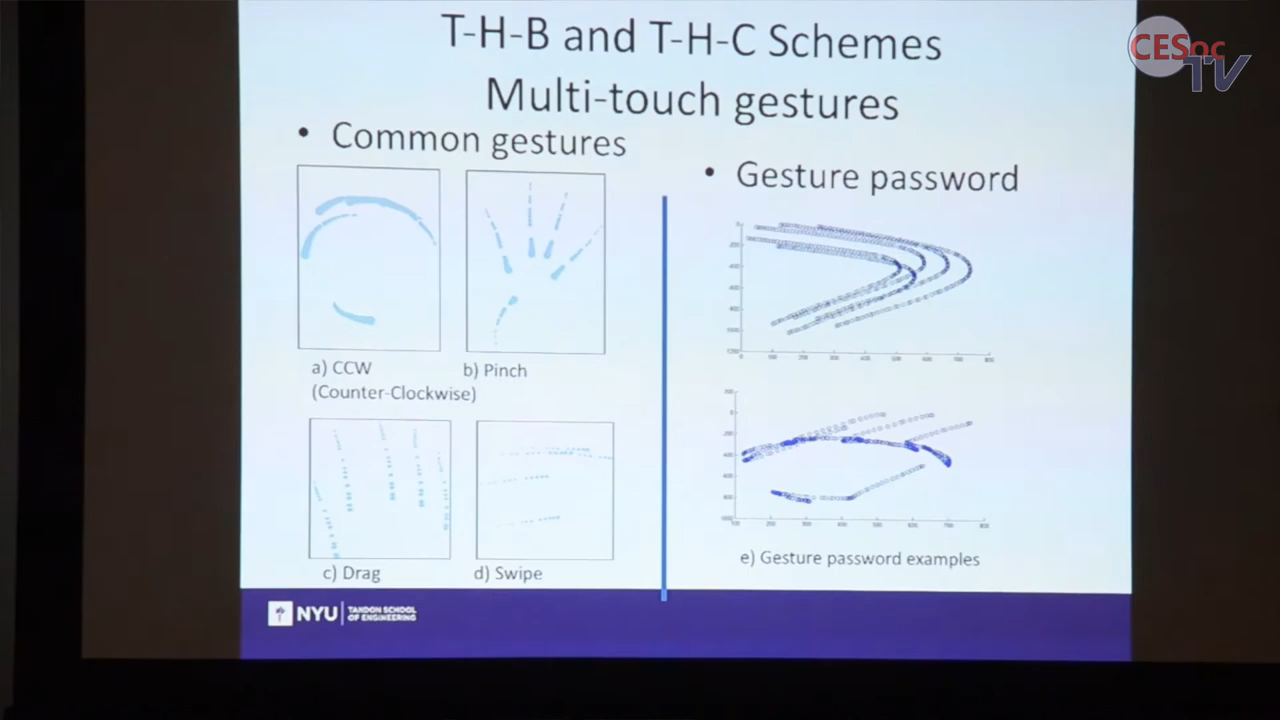 T-H-B and T-H-C Schemes
Multi-touch gestures
CESoc
TV
• Common gestures
a) CCW
(Counter-Clockwise)
b) Pinch
c) Drag
d) Swipe
• Gesture password
e) Gesture password examples
NYU
TANDON SCHOOL
OF ENGINEERING